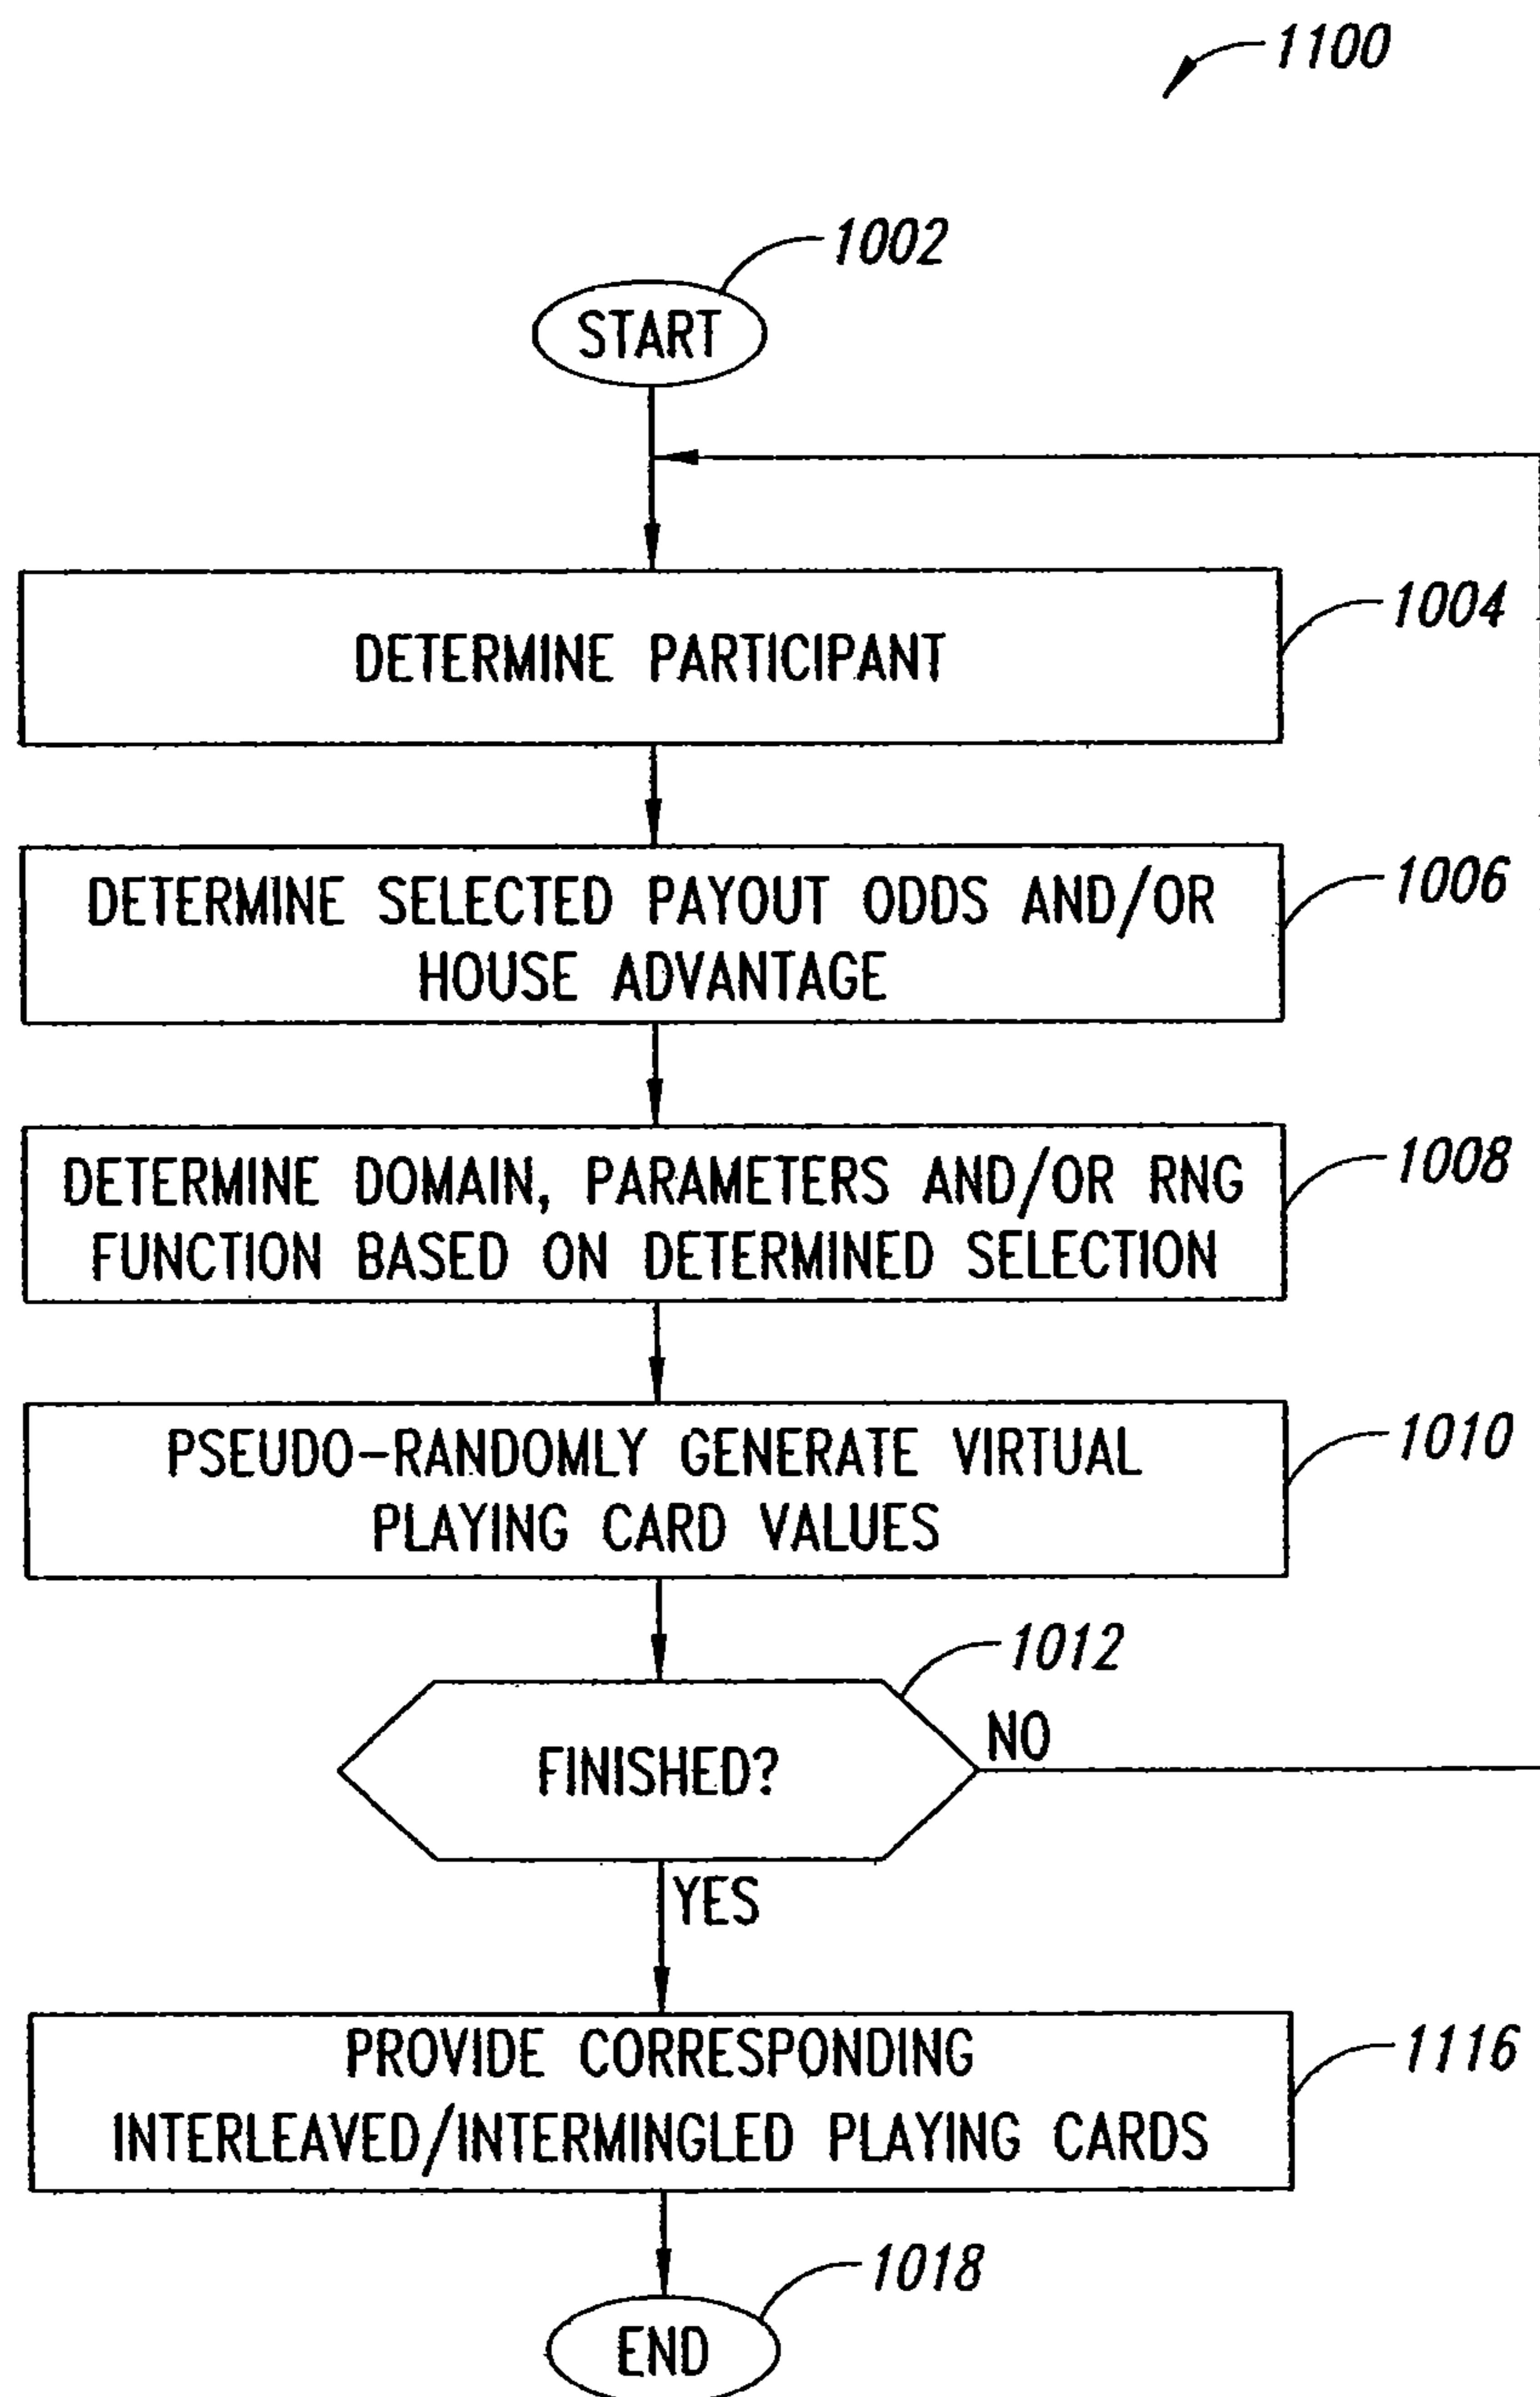 1100
1002
START
DETERMINE PARTICIPANT
1004
DETERMINE SELECTED PAYOUT ODDS AND/OR
HOUSE ADVANTAGE
1006
DETERMINE DOMAIN, PARAMETERS AND/OR RNG
FUNCTION BASED ON DETERMINED SELECTION
1008
PSEUDO-RANDOMLY GENERATE VIRTUAL
PLAYING CARD VALUES
1010
1012
FINISHED?
NO
YES
PROVIDE CORRESPONDING
INTERLEAVED/INTERMINGLED PLAYING CARDS
1116
1018
END